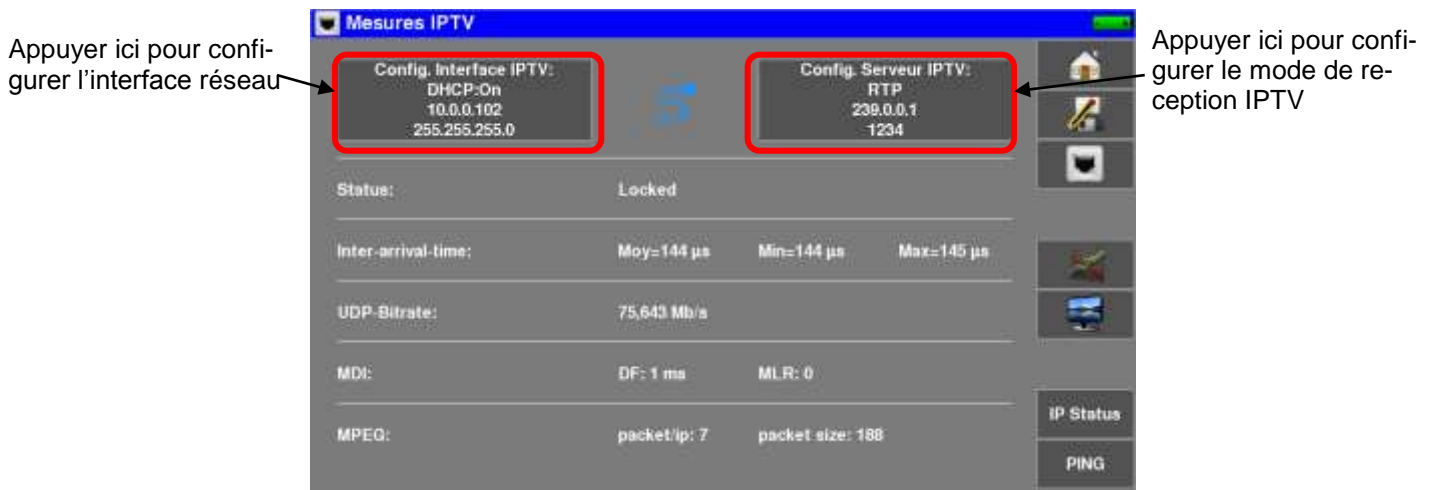 Mesures IPTV
Appuyer ici pour confi-
gurer l’interface réseau
Config. Interface IPTV:
DHCP:On
10.0.0.102
255.255.255.0
Config. Serveur IPTV:
RTP
239.0.0.1
1234
Appuyer ici pour confi-
gurer le mode de re-
ception IPTV
Status: Locked
Inter-arrival-time: Moy=144 µs Min=144 µs Max=145 µs
UDP-Bitrate: 75,643 Mb/s
MDI: DF: 1 ms MLR: 0
MPEG: packet/ip: 7 packet size: 188
IP Status
PING